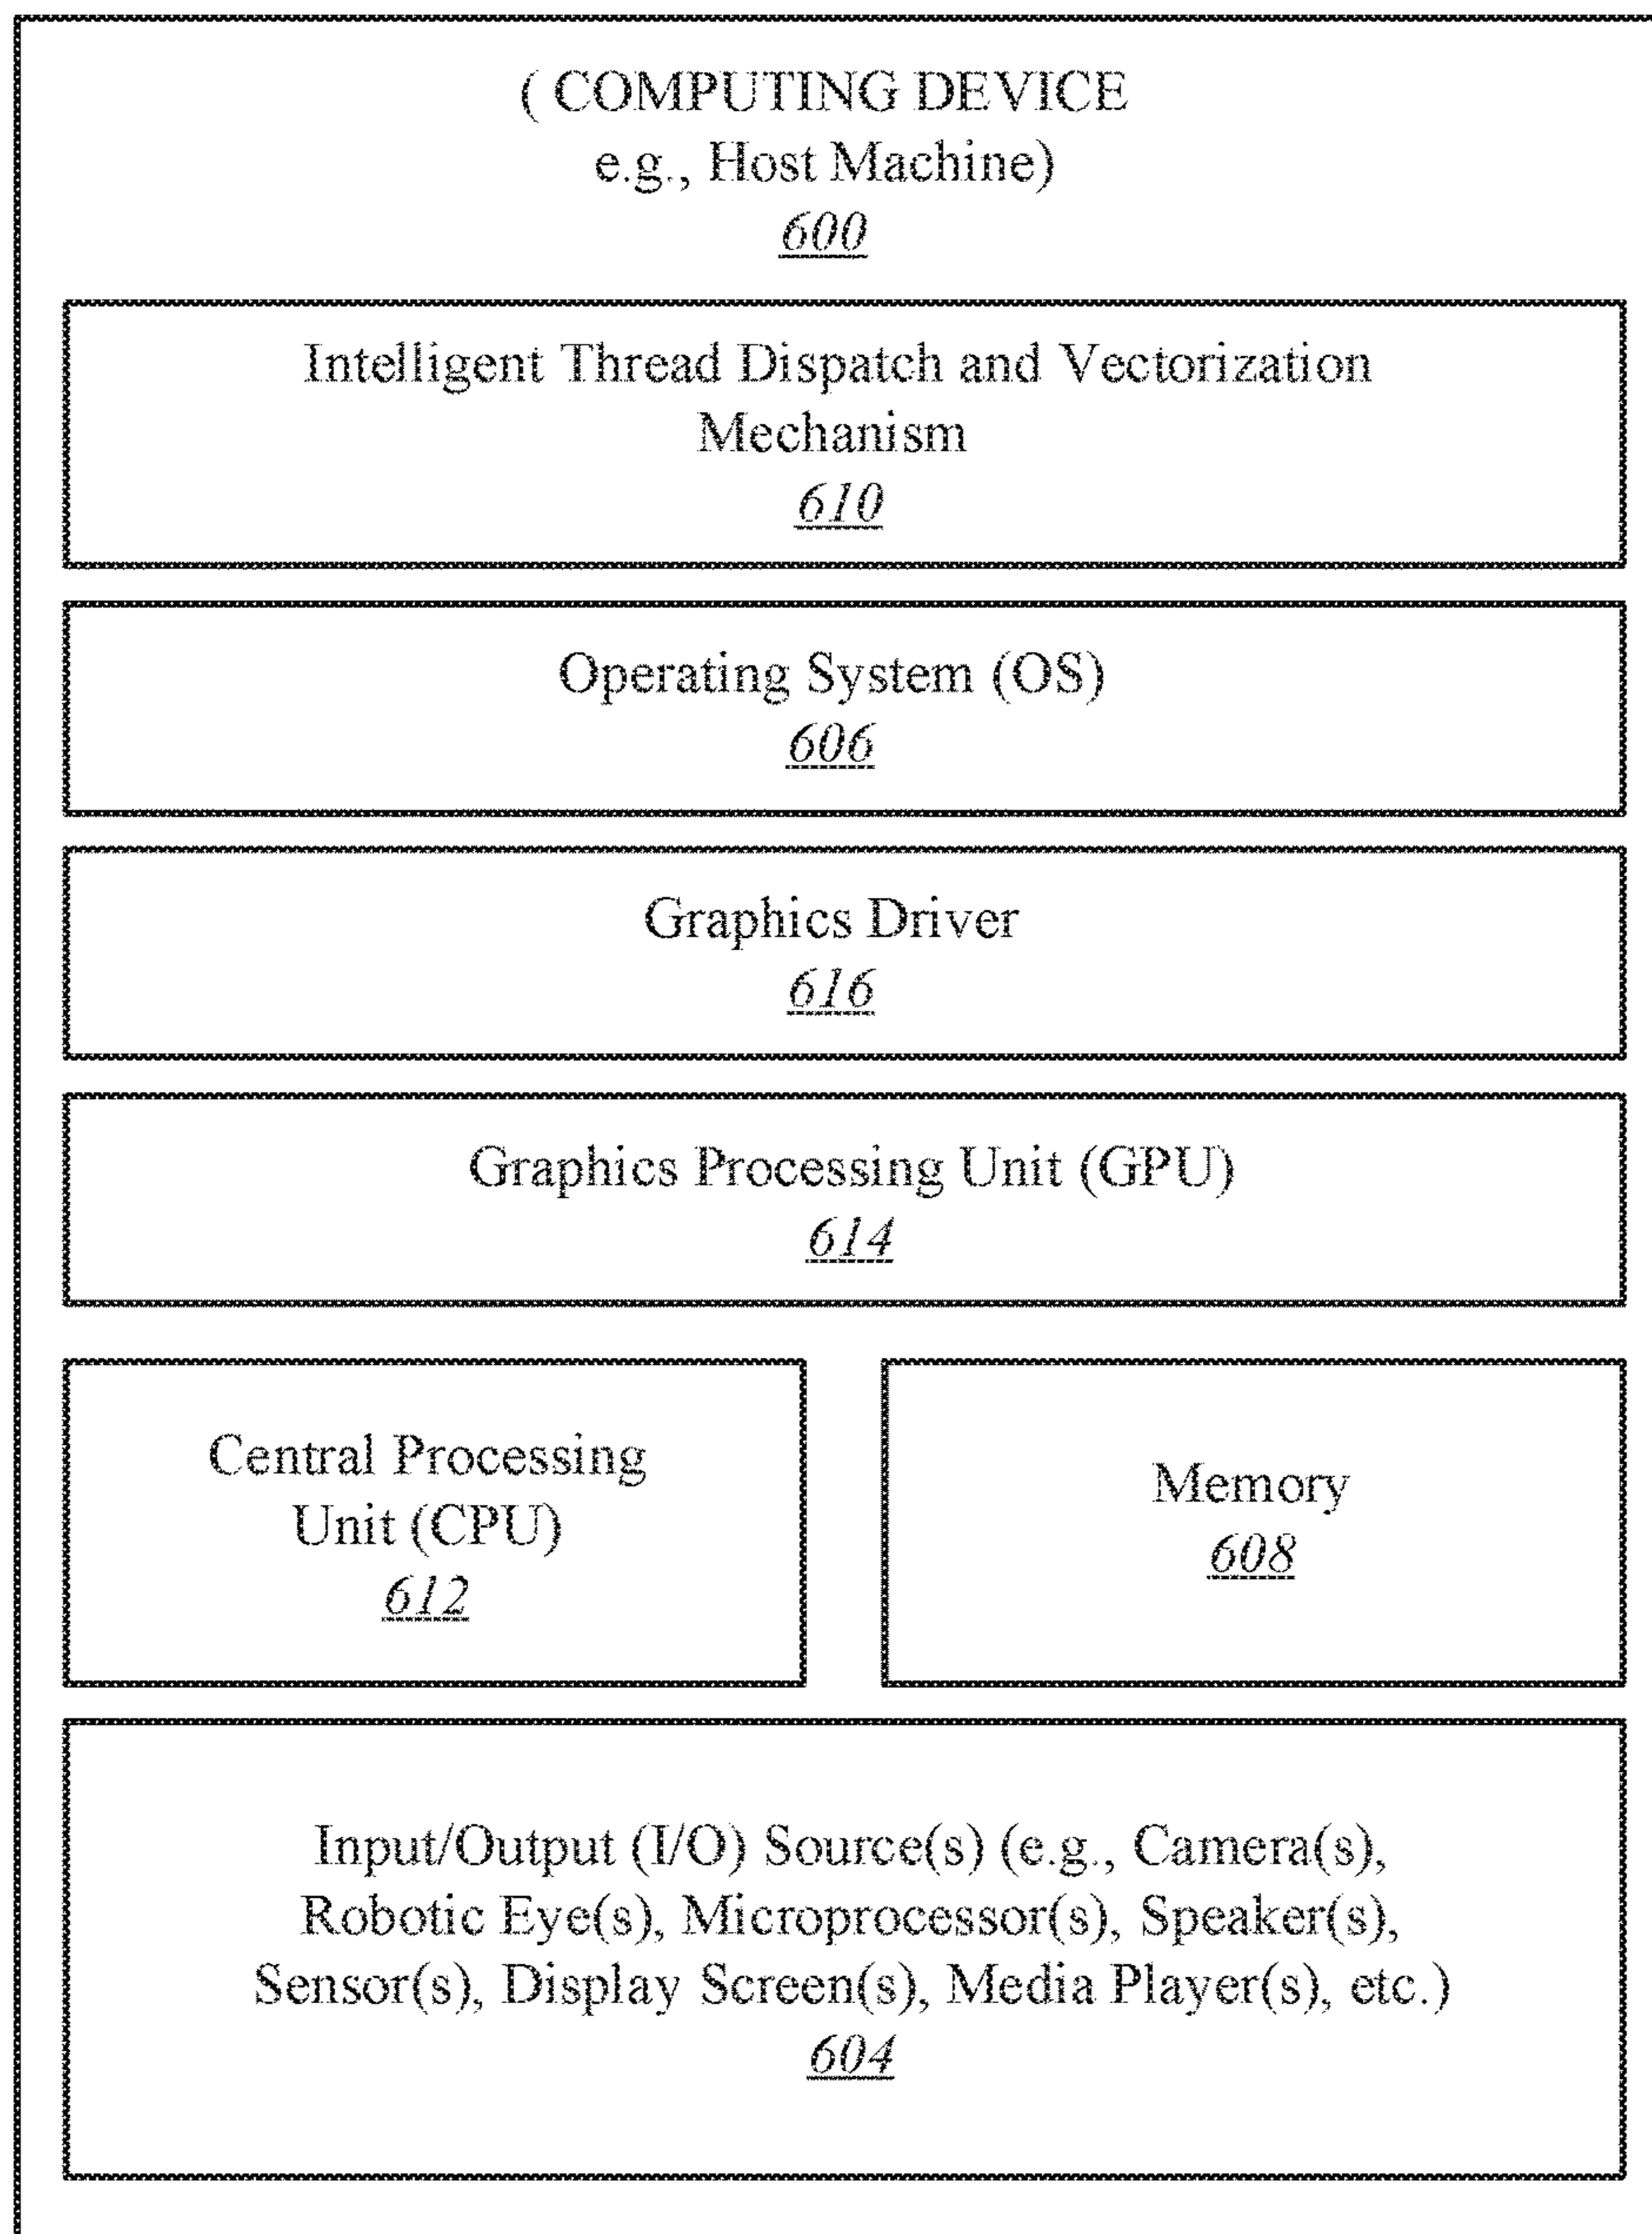 ( COMPUTING DEVICE
e.g., Host Machine)
600
Intelligent Thread Dispatch and Vectorization
Mechanism
610
Operating System (OS)
606
Graphics Driver
616
Graphics Processing Unit (GPU)
614
Central Processing
Unit (CPU)
612
Memory
608
Input/Output (I/O) Source(s) (e.g., Camera(s),
Robotic Eye(s), Microprocessor(s), Speaker(s),
Sensor(s), Display Screen(s), Media Player(s), etc.)
604